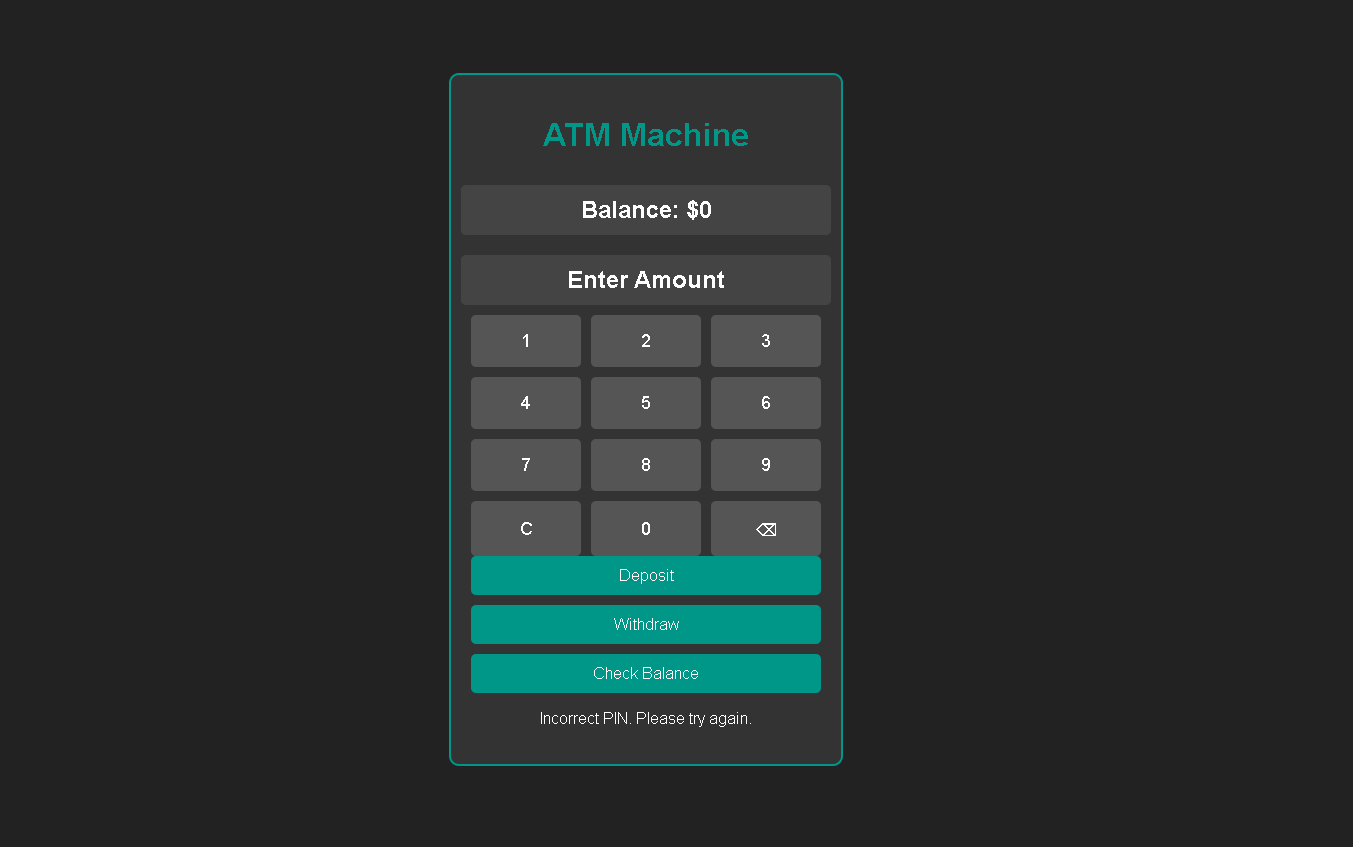 ATM Machine
Balance: $0
Enter Amount
1 2 3
4 5 6
7 8 9
C 0 ⌫
Deposit
Withdraw
Check Balance
Incorrect PIN. Please try again.